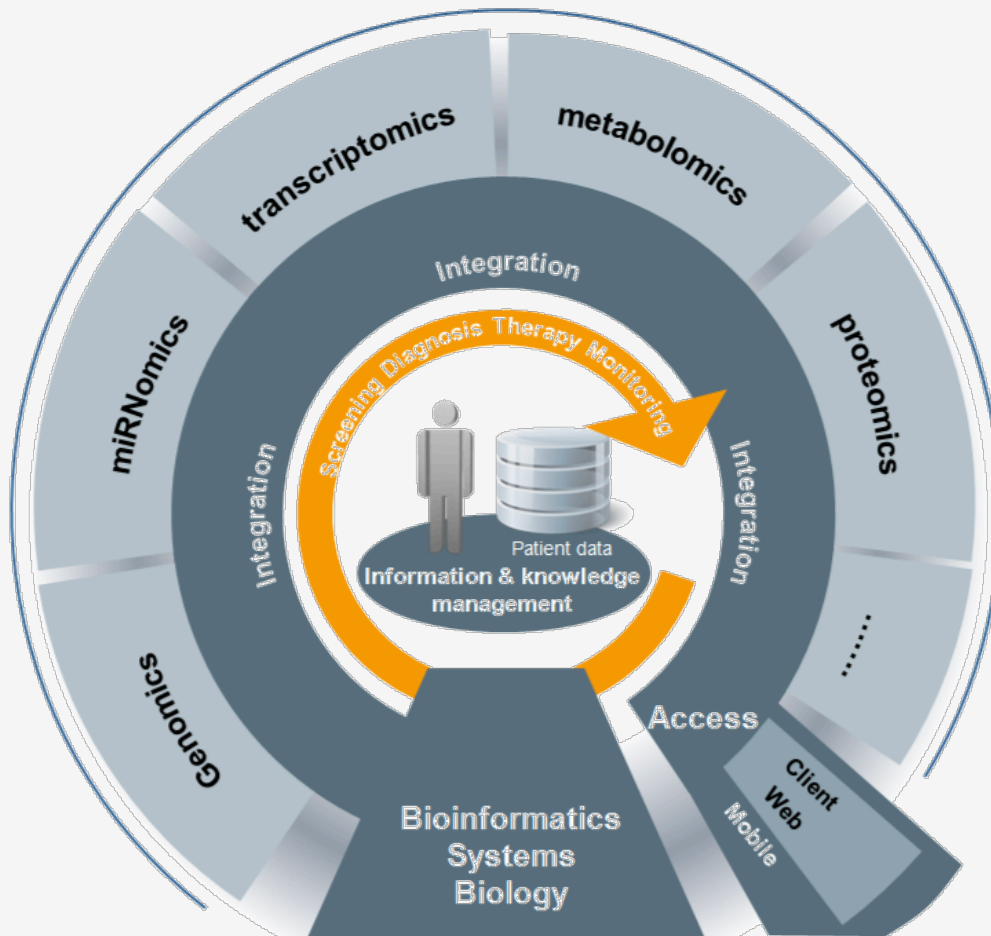 transcriptomics
metabolomics
miRNomics
proteomics
Genomics
.......
Integration
Integration
Integration
Screening Diagnosis Therapy Monitoring
Patient data
Information & knowledge
management
Access
Client
Web
Mobile
Bioinformatics
Systems
Biology